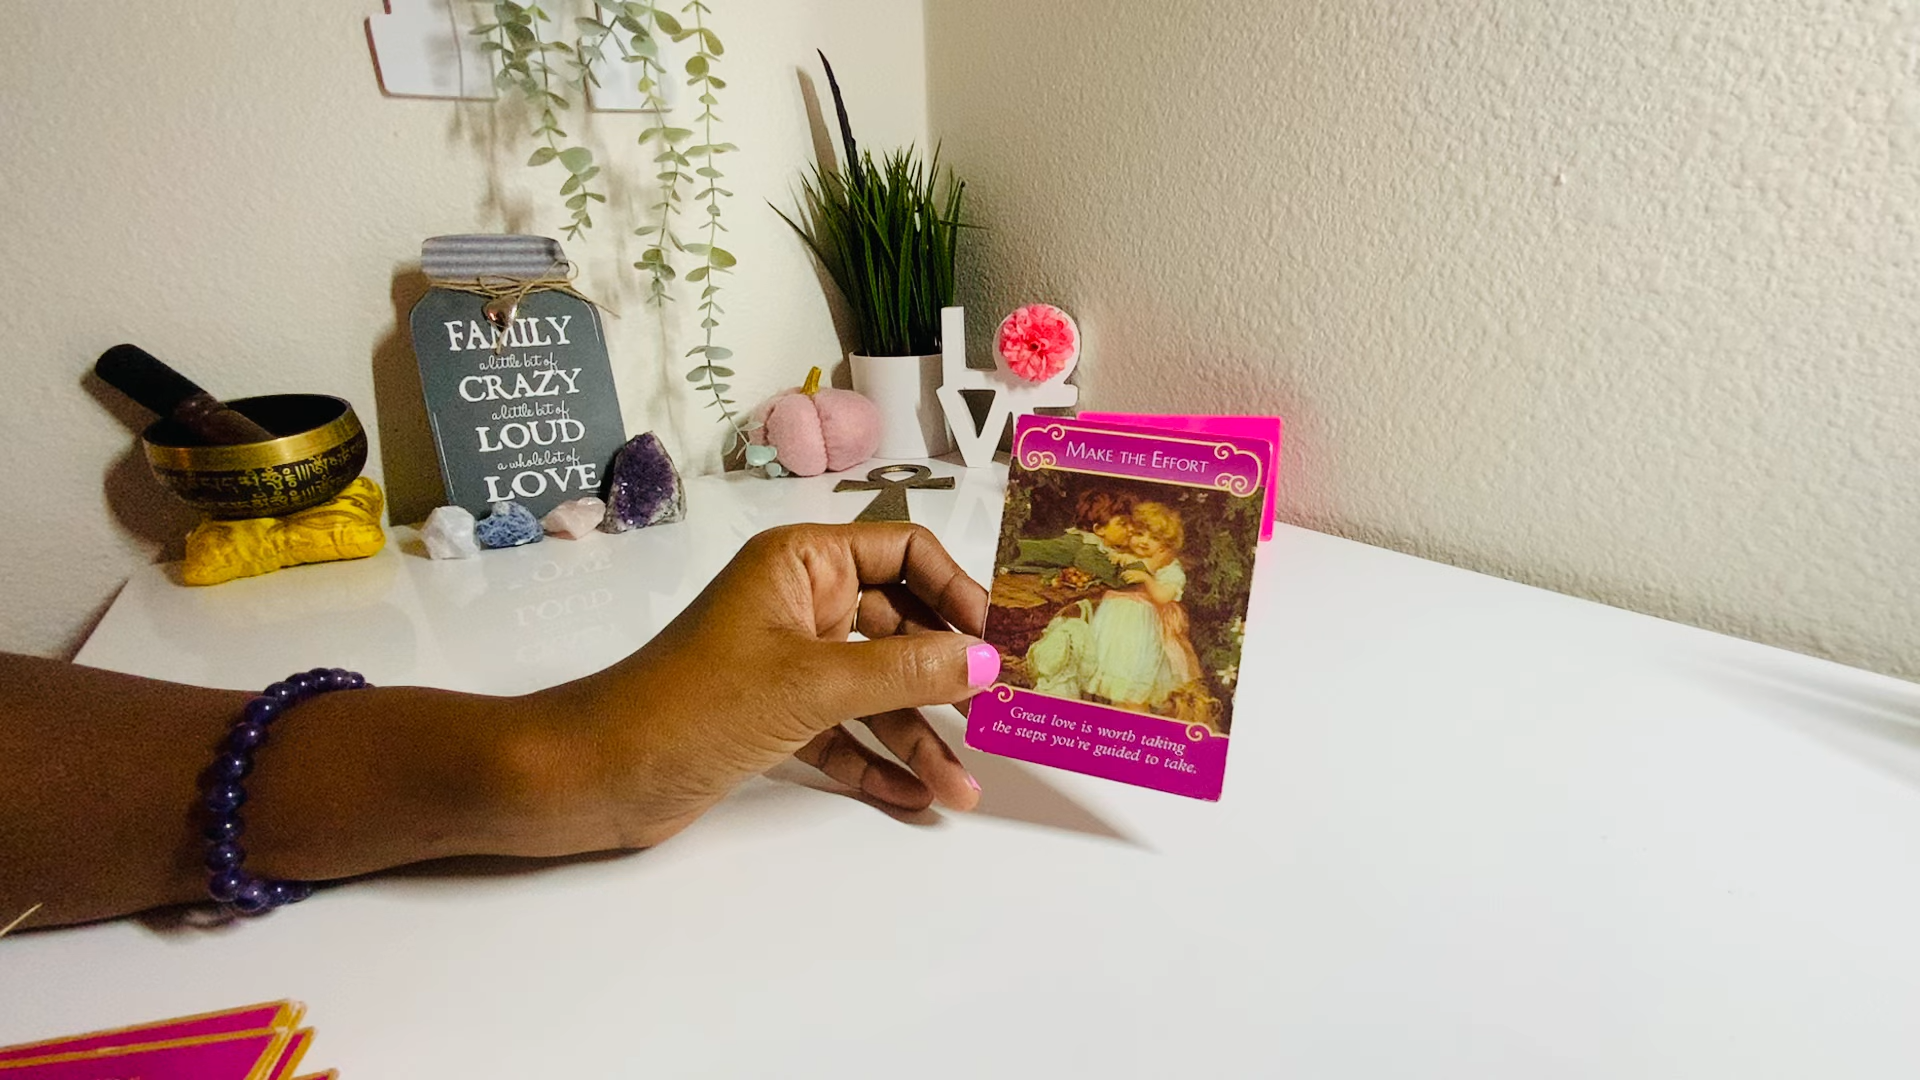 FAMILY
a little bit of
CRAZY
a little bit of
LOUD
a whole lot of
LOVE
LOVE
MAKE THE EFFORT
Great love is worth taking
the steps you're guided to take.